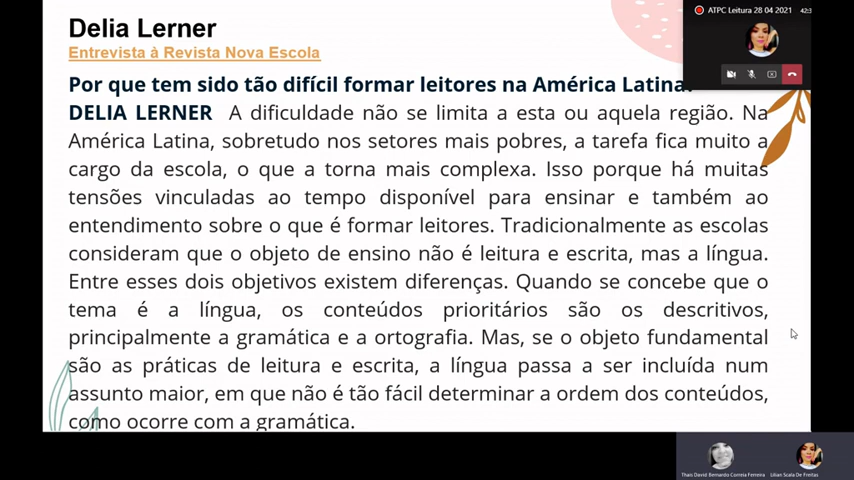 Delia Lerner
Entrevista à Revista Nova Escola
Por que tem sido tão difícil formar leitores na América Latina
DELIA LERNER A dificuldade não se limita a esta ou aquela região. Na
América Latina, sobretudo nos setores mais pobres, a tarefa fica muito a
cargo da escola, o que a torna mais complexa. Isso porque há muitas
tensões vinculadas ao tempo disponível para ensinar e também ao
entendimento sobre o que é formar leitores. Tradicionalmente as escolas
consideram que o objeto de ensino não é leitura e escrita, mas a língua.
Entre esses dois objetivos existem diferenças. Quando se concebe que o
tema é a língua, os conteúdos prioritários são os descritivos,
principalmente a gramática e a ortografia. Mas, se o objeto fundamental
são as práticas de leitura e escrita, a língua passa a ser incluída num
assunto maior, em que não é tão fácil determinar a ordem dos conteúdos,
como ocorre com a gramática.
ATPC Leitura 28 04 2021
Thais David Bernardo Correia Ferreira
Lilian Scala De Freitas